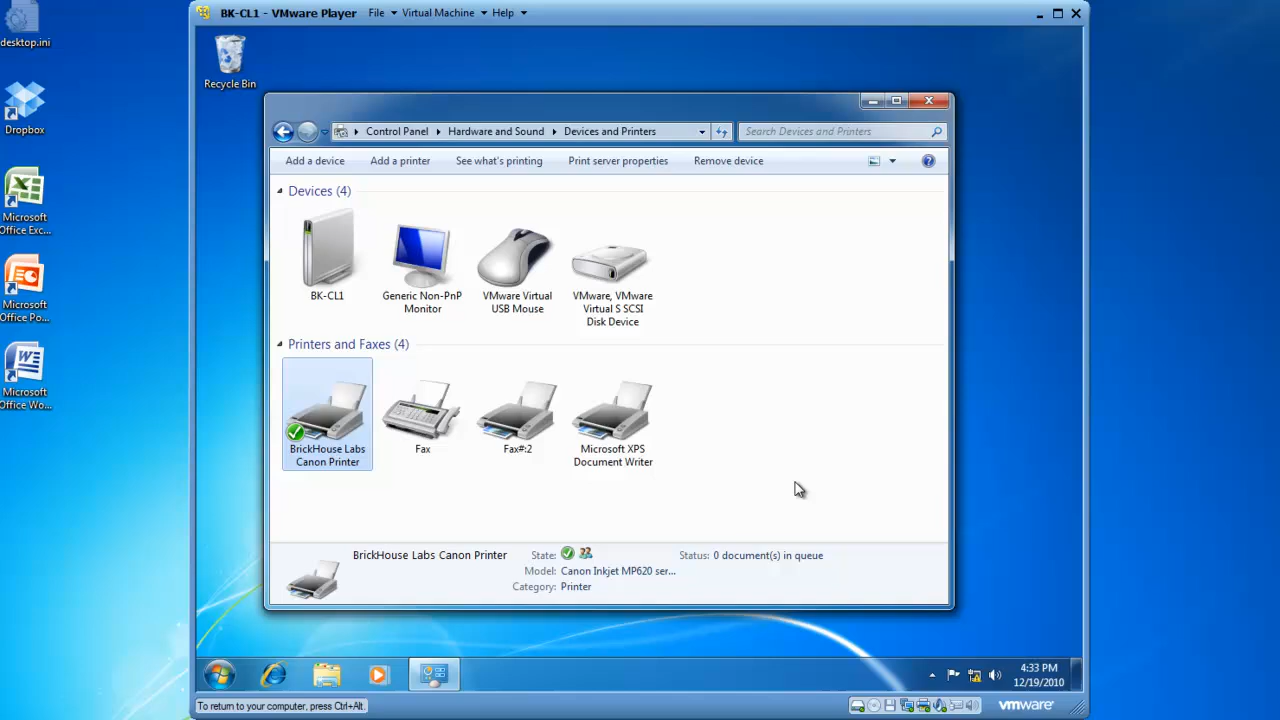 BK-CL1 - VMware Player File Virtual Machine Help
desktop.ini
Dropbox
Microsoft
Office Exc...
Microsoft
Office Po...
Microsoft
Office Wo...
Recycle Bin
Control Panel Hardware and Sound Devices and Printers Search Devices and Printers
Add a device Add a printer See what's printing Print server properties Remove device
Devices (4)
BK-CL1
Generic Non-PnP
Monitor
VMware Virtual
USB Mouse
VMware, VMware
Virtual S SCSI
Disk Device
Printers and Faxes (4)
BrickHouse Labs
Canon Printer
Fax
Fax#:2
Microsoft XPS
Document Writer
BrickHouse Labs Canon Printer State: Status: 0 document(s) in queue
Model: Canon Inkjet MP620 ser...
Category: Printer
4:33 PM
12/19/2010
To return to your computer, press Ctrl+Alt.
vmware